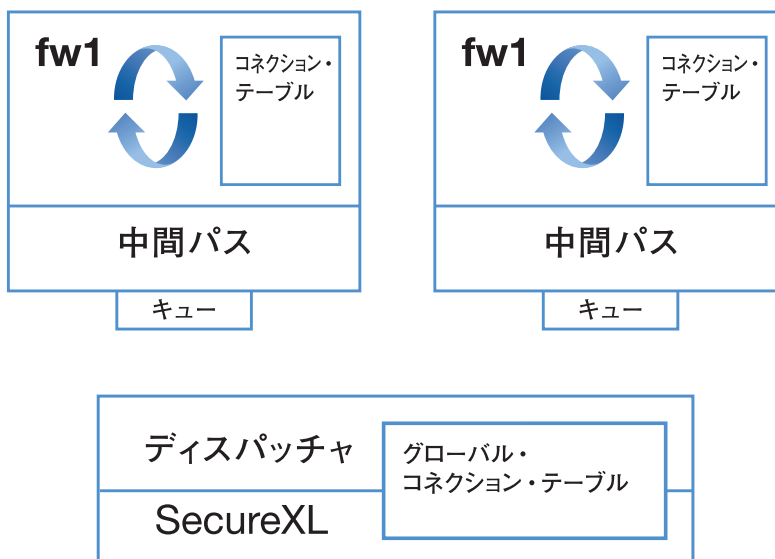 fw1
コネクション・
テーブル
中間パス
キュー
fw1
コネクション・
テーブル
中間パス
キュー
ディスパッチャ
グローバル・
コネクション・テーブル
SecureXL